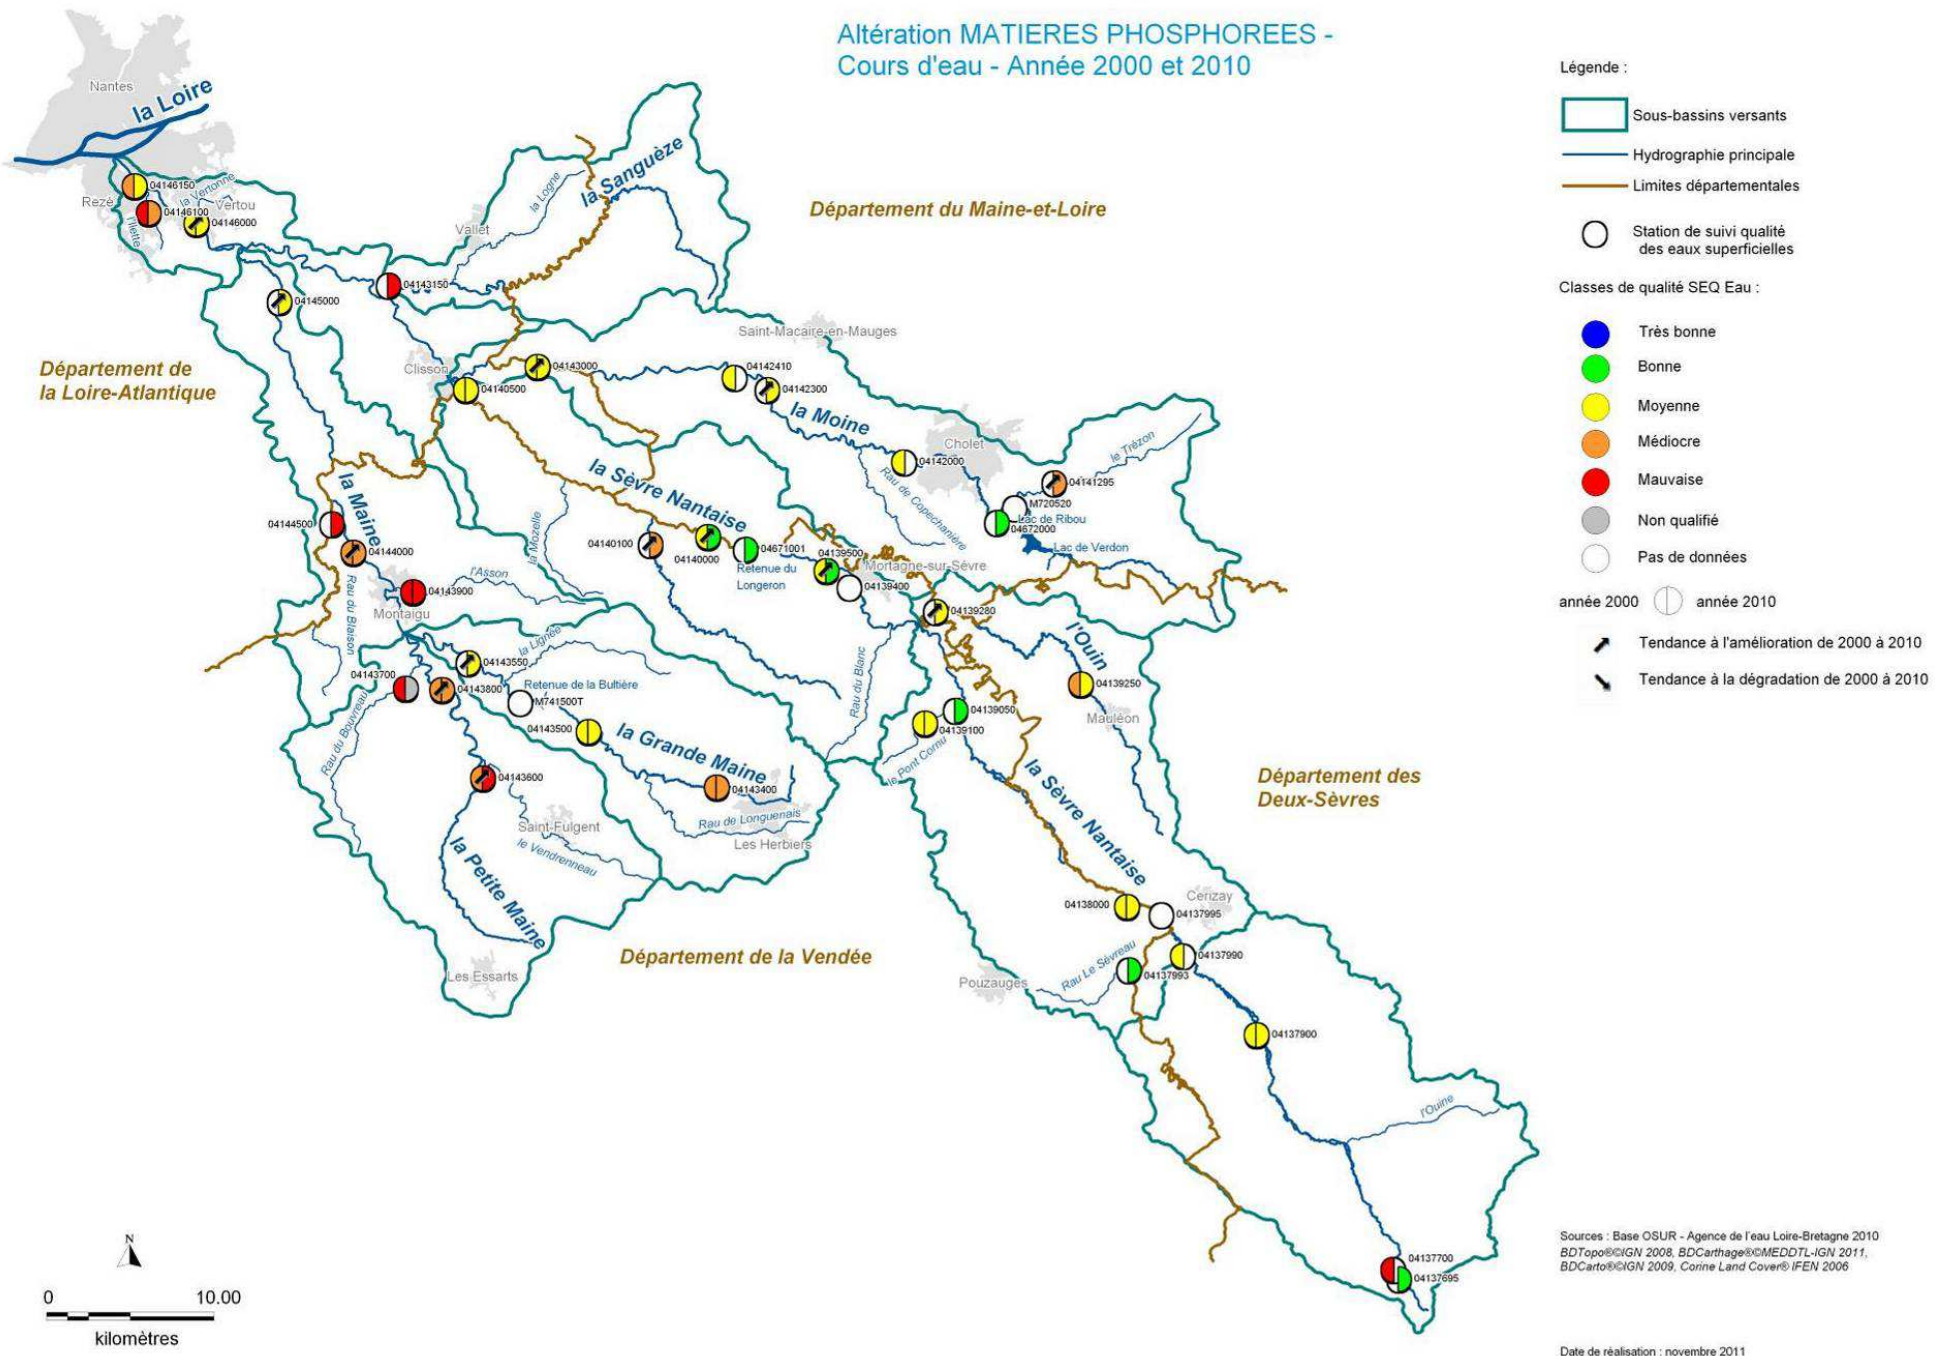 Altération MATIERES PHOSPHOREES -
Cours d'eau - Année 2000 et 2010
Légende :
Sous-bassins versants
Hydrographie principale
Limites départementales
Station de suivi qualité
des eaux superficielles
Classes de qualité SEQ Eau :
Très bonne
Bonne
Moyenne
Médiocre
Mauvaise
Non qualifié
Pas de données
année 2000
année 2010
Tendance à l'amélioration de 2000 à 2010
Tendance à la dégradation de 2000 à 2010
Nantes
la Loire
04146150
la Vertonne
Rezé
Vertou
04146100
04146000
l'Ilette
Vallet
la Logne
la Sanguèze
Département du Maine-et-Loire
04143150
04145000
Saint-Macaire-en-Mauges
Département de
la Loire-Atlantique
Clisson
04143000
04140500
04142410
04142300
la Moine
Cholet
04142000
le Trézon
04141295
M720520
Lac de Ribou
04672000
Lac de Verdon
Rau de Copechanière
la Sèvre Nantaise
la Maine
04144500
04144000
la Mozelle
04140100
04140000
04671001
Retenue du
Longeron
04139500
Mortagne-sur-Sèvre
04139400
l'Asson
04143900
Montaigu
Rau du Blaison
04139280
l'Ouin
04139250
Mauléon
la Lignée
04143550
04143700
04143800
Retenue de la Bultière
M741500T
04143500
Rau du Bouvreau
Rau du Blanc
04139050
04139100
le Pont Cornu
la Grande Maine
04143400
04143600
Rau de Longuenais
Les Herbiers
Saint-Fulgent
le Vendrenneau
la Petite Maine
Les Essarts
Département de la Vendée
la Sèvre Nantaise
Département des
Deux-Sèvres
Cerizay
04138000
04137995
04137990
Rau Le Sèvreau
04137993
Pouzauges
04137900
l'Ouine
04137700
04137695
N
0
10.00
kilomètres
Sources : Base OSUR - Agence de l'eau Loire-Bretagne 2010
BDTopo®©IGN 2008, BDCarthage®©MEDDTL-IGN 2011,
BDCarto®©IGN 2009, Corine Land Cover® IFEN 2006
Date de réalisation : novembre 2011